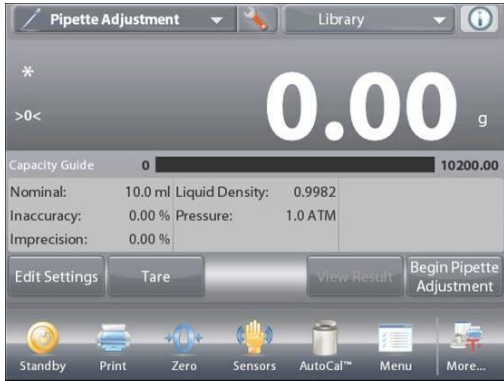 Pipette Adjustment Library
*
>0< 0.00 g
Capacity Guide 0 10200.00
Nominal: 10.0 ml Liquid Density: 0.9982
Inaccuracy: 0.00 % Pressure: 1.0 ATM
Imprecision: 0.00 %
Edit Settings Tare View Result Begin Pipette
Adjustment
Standby Print Zero Sensors AutoCal™ Menu More...